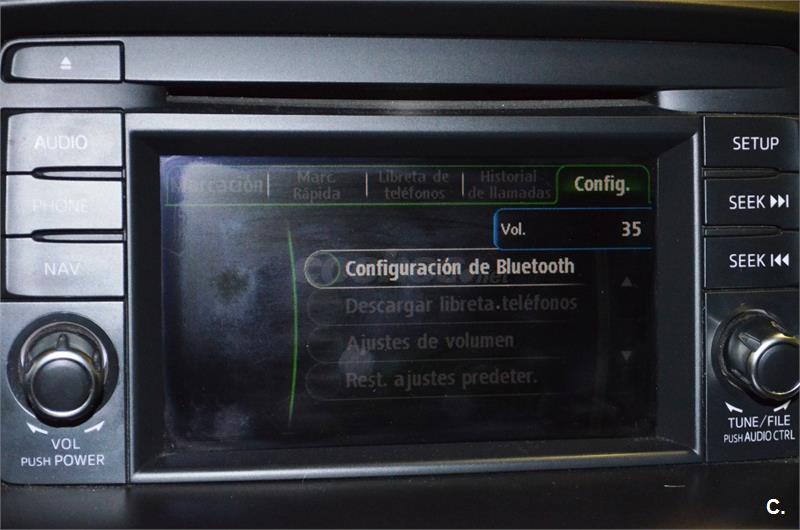 AUDIO
PHONE
NAV
VOL
PUSH POWER
Marcación
Marc.
Rápida
Libreta de
teléfonos
Historial
de llamadas
Config.
Vol. 35
Configuración de Bluetooth
Descargar libreta teléfonos
Ajustes de volumen
Rest. ajustes predeter.
SETUP
SEEK
SEEK
TUNE/FILE
PUSH AUDIO CTRL
C.